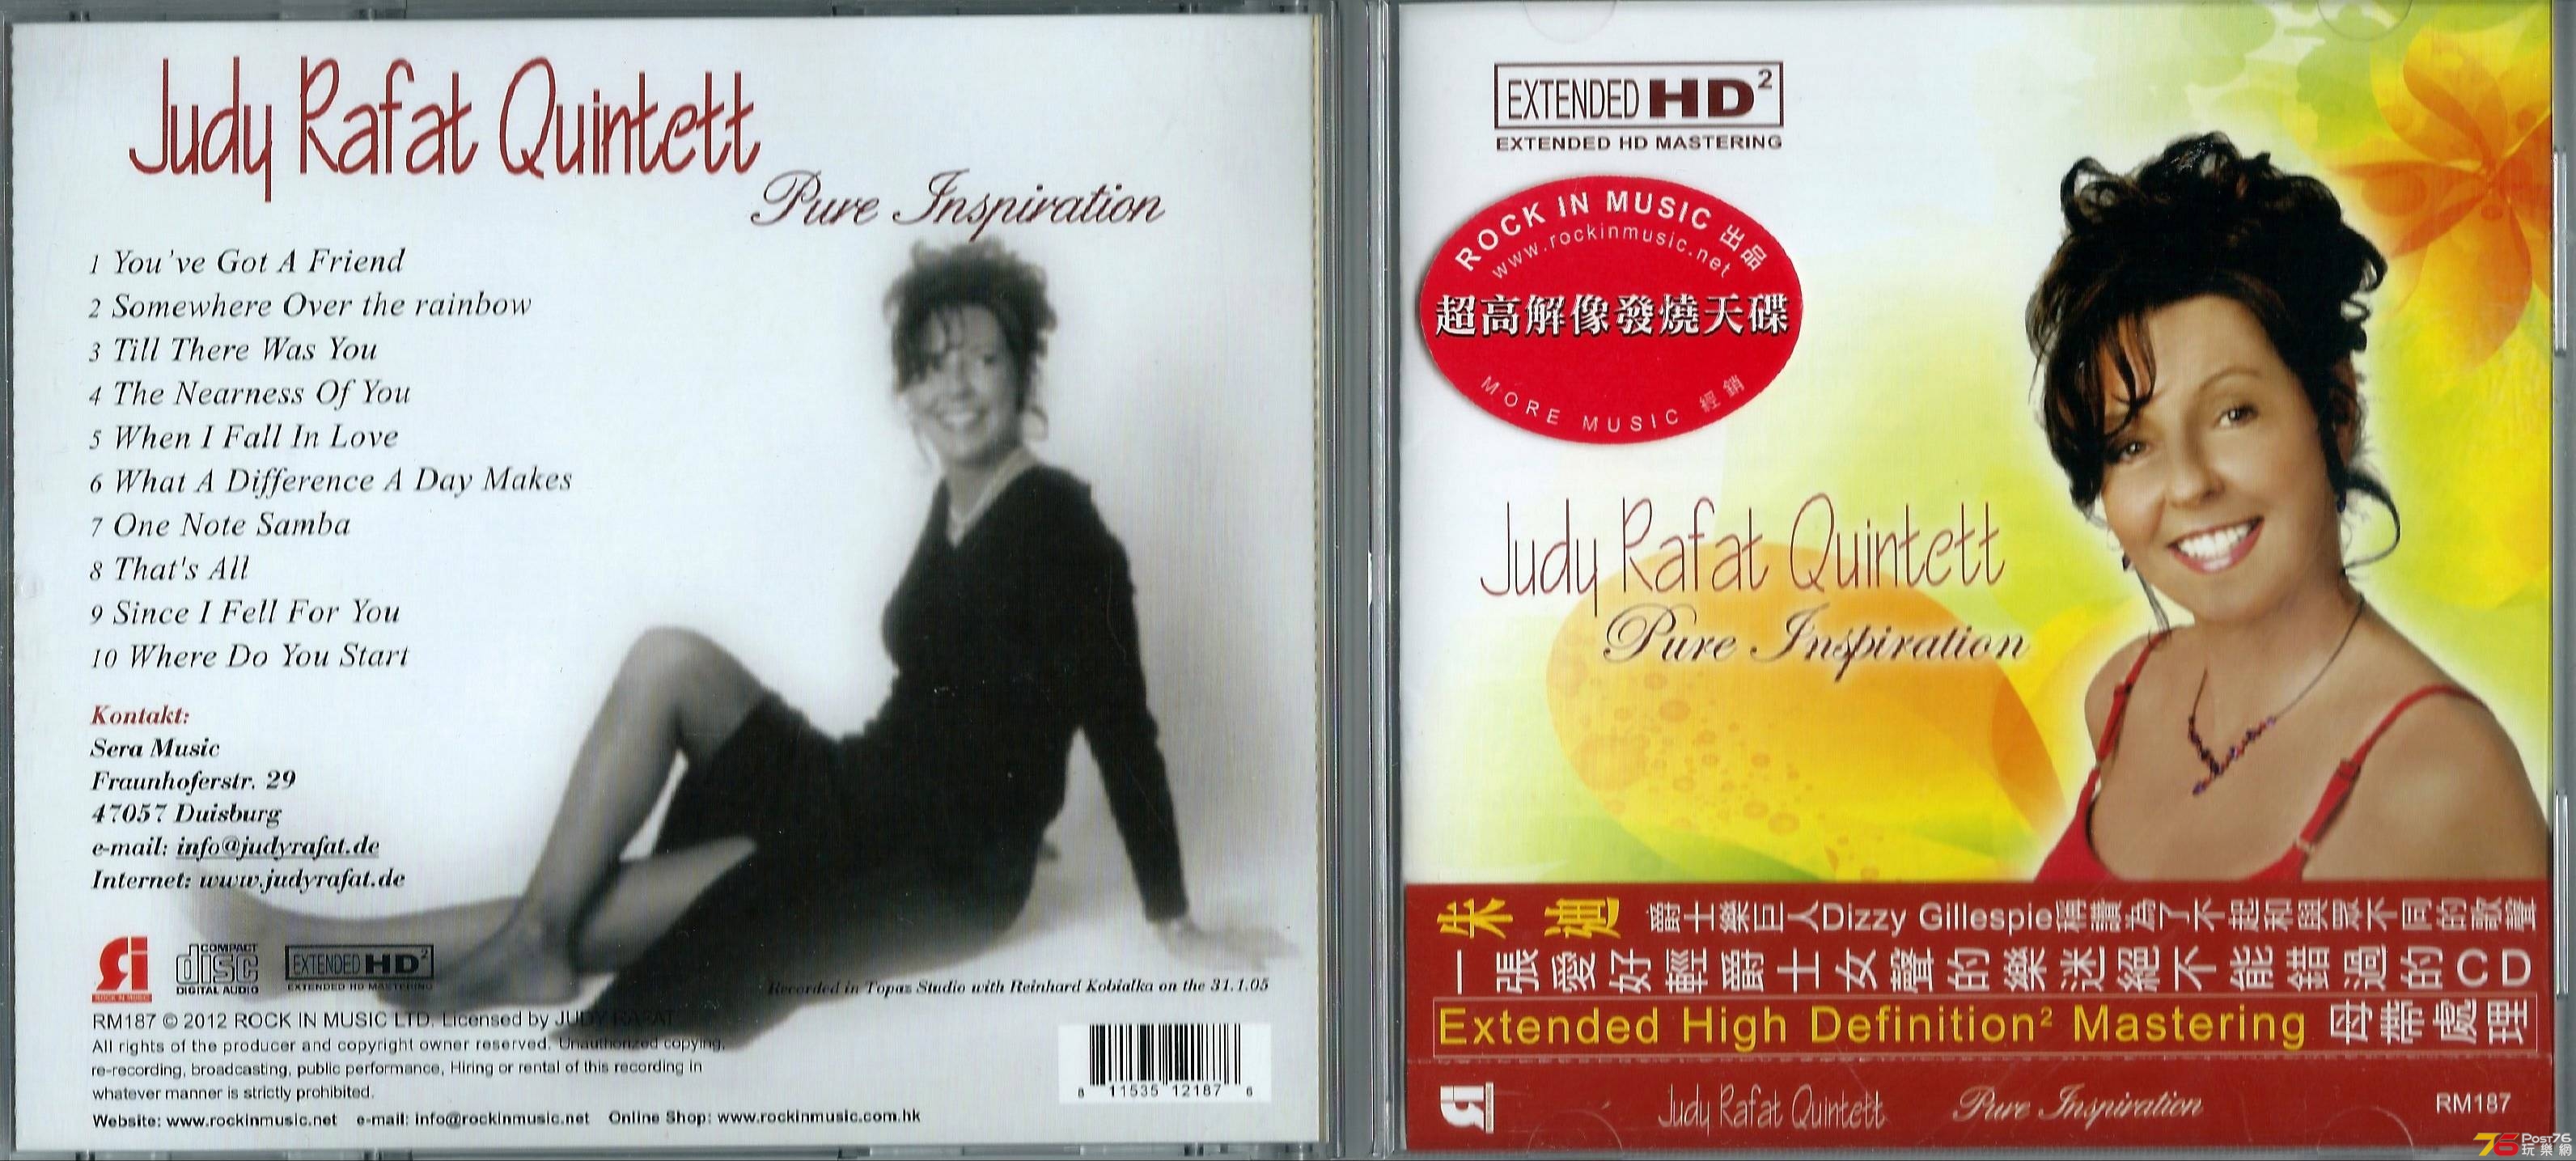 Judy Rafat Quintett
Pure Inspiration
1 You've Got A Friend
2 Somewhere Over the rainbow
3 Till There Was You
4 The Nearness Of You
5 When I Fall In Love
6 What A Difference A Day Makes
7 One Note Samba
8 That's All
9 Since I Fell For You
10 Where Do You Start
Kontakt:
Sera Music
Fraunhoferstr. 29
47057 Duisburg
e-mail: info@judyrafat.de
Internet: www.judyrafat.de
ROCK IN MUSIC
COMPACT
disc
DIGITAL AUDIO
EXTENDED HD2
EXTENDED HD MASTERING
Recorded in Topaz Studio with Reinhard Kobialka on the 31.1.05
RM187 © 2012 ROCK IN MUSIC LTD. Licensed by JUDY RAFAT
All rights of the producer and copyright owner reserved. Unauthorized copying,
re-recording, broadcasting, public performance, Hiring or rental of this recording in
whatever manner is strictly prohibited.
Website: www.rockinmusic.net e-mail: info@rockinmusic.net Online Shop: www.rockinmusic.com.hk
8 11535 12187 6
EXTENDED HD2
EXTENDED HD MASTERING
ROCK IN MUSIC 出品
www.rockinmusic.net
超高解像發燒天碟
MORE MUSIC 經銷
Judy Rafat Quintett
Pure Inspiration
朱迪 爵士樂巨人Dizzy Gillespie稱讚為了不起和與眾不同的歌聲
一張愛好輕爵士女聲的樂迷絕不能錯過的CD
Extended High Definition2 Mastering 母帶處理
Judy Rafat Quintett Pure Inspiration RM187
76 Post76
玩樂網